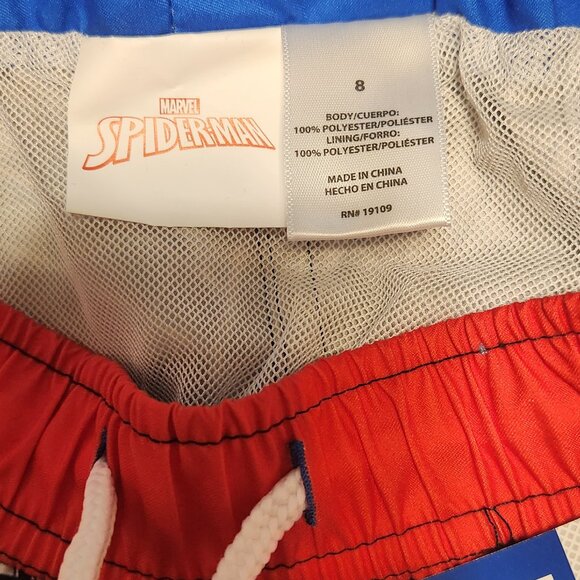 MARVEL
SPIDER-MAN
8
BODY/CUERPO:
100% POLYESTER/POLIÉSTER
LINING/FORRO:
100% POLYESTER/POLIÉSTER
MADE IN CHINA
HECHO EN CHINA
RN# 19109